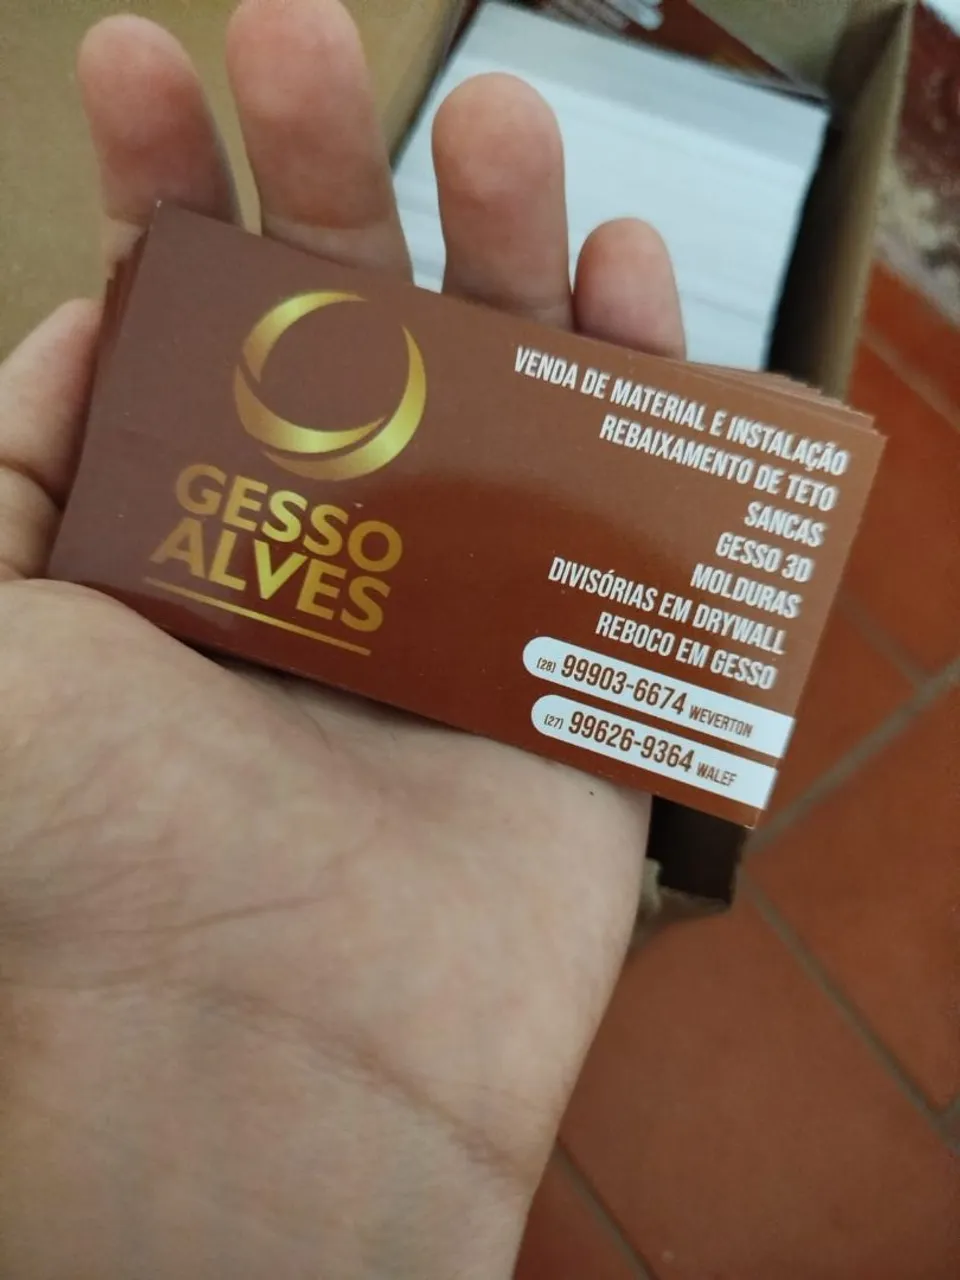 GESSO
ALVES
VENDA DE MATERIAL E INSTALAÇÃO
REBAIXAMENTO DE TETO
SANCAS
GESSO 3D
MOLDURAS
DIVISÓRIAS EM DRYWALL
REBOCO EM GESSO
(28) 99903-6674 WEVERTON
(27) 99626-9364 WALEF